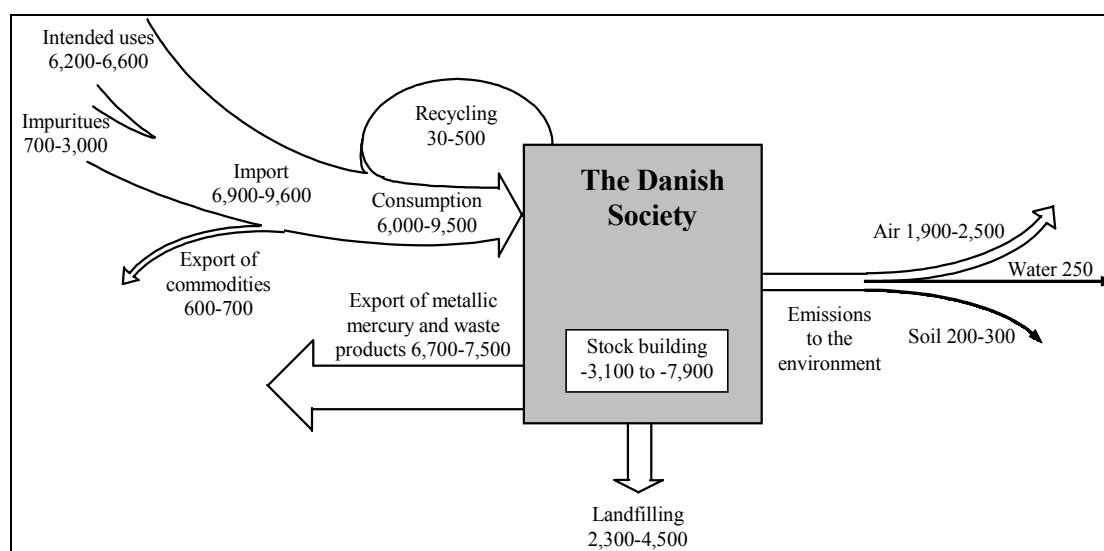 Intended uses
6,200-6,600
Impuritues
700-3,000
Import
6,900-9,600
Export of
commodities
600-700
Recycling
30-500
Consumption
6,000-9,500
The Danish
Society
Export of metallic
mercury and waste
products 6,700-7,500
Stock building
-3,100 to -7,900
Landfilling
2,300-4,500
Emissions
to the
environment
Air 1,900-2,500
Water 250
Soil 200-300